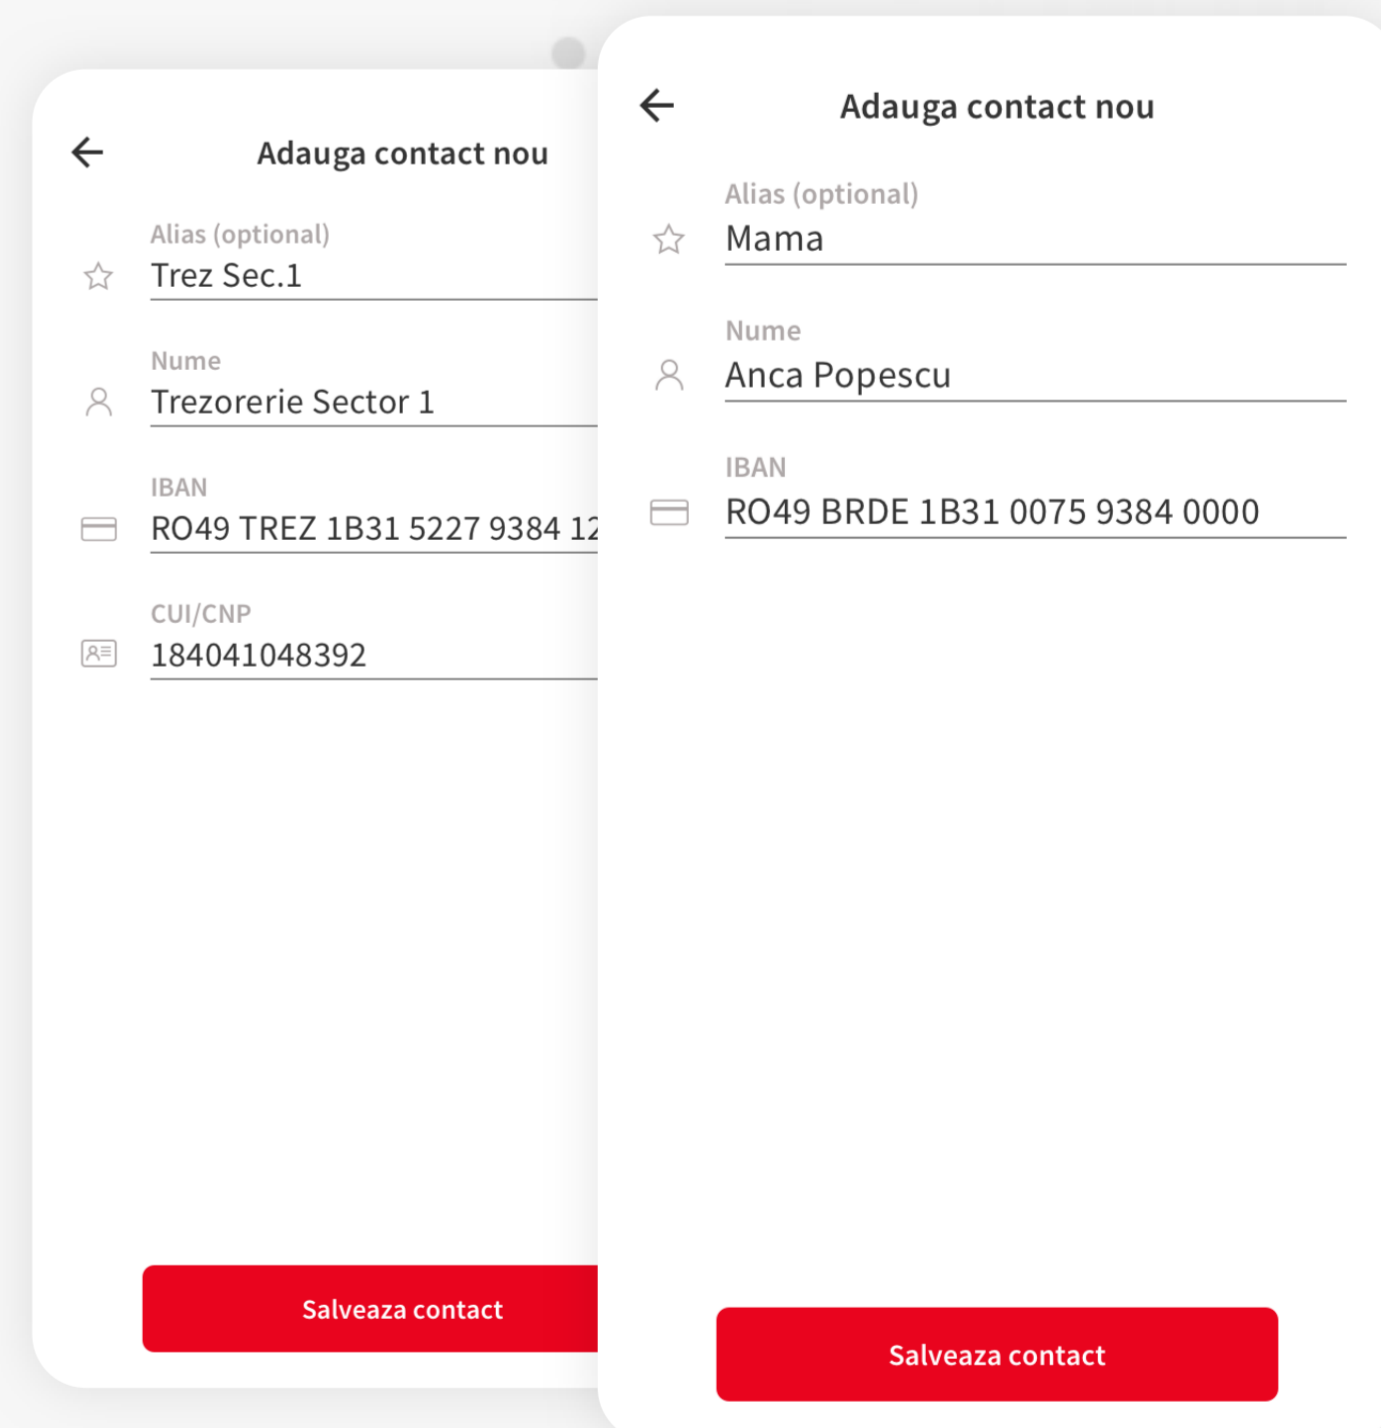 Adauga contact nou
Alias (optional)
Trez Sec.1
Nume
Trezorerie Sector 1
IBAN
RO49 TREZ 1B31 5227 9384 12
CUI/CNP
184041048392
Salveaza contact
Adauga contact nou
Alias (optional)
Mama
Nume
Anca Popescu
IBAN
RO49 BRDE 1B31 0075 9384 0000
Salveaza contact